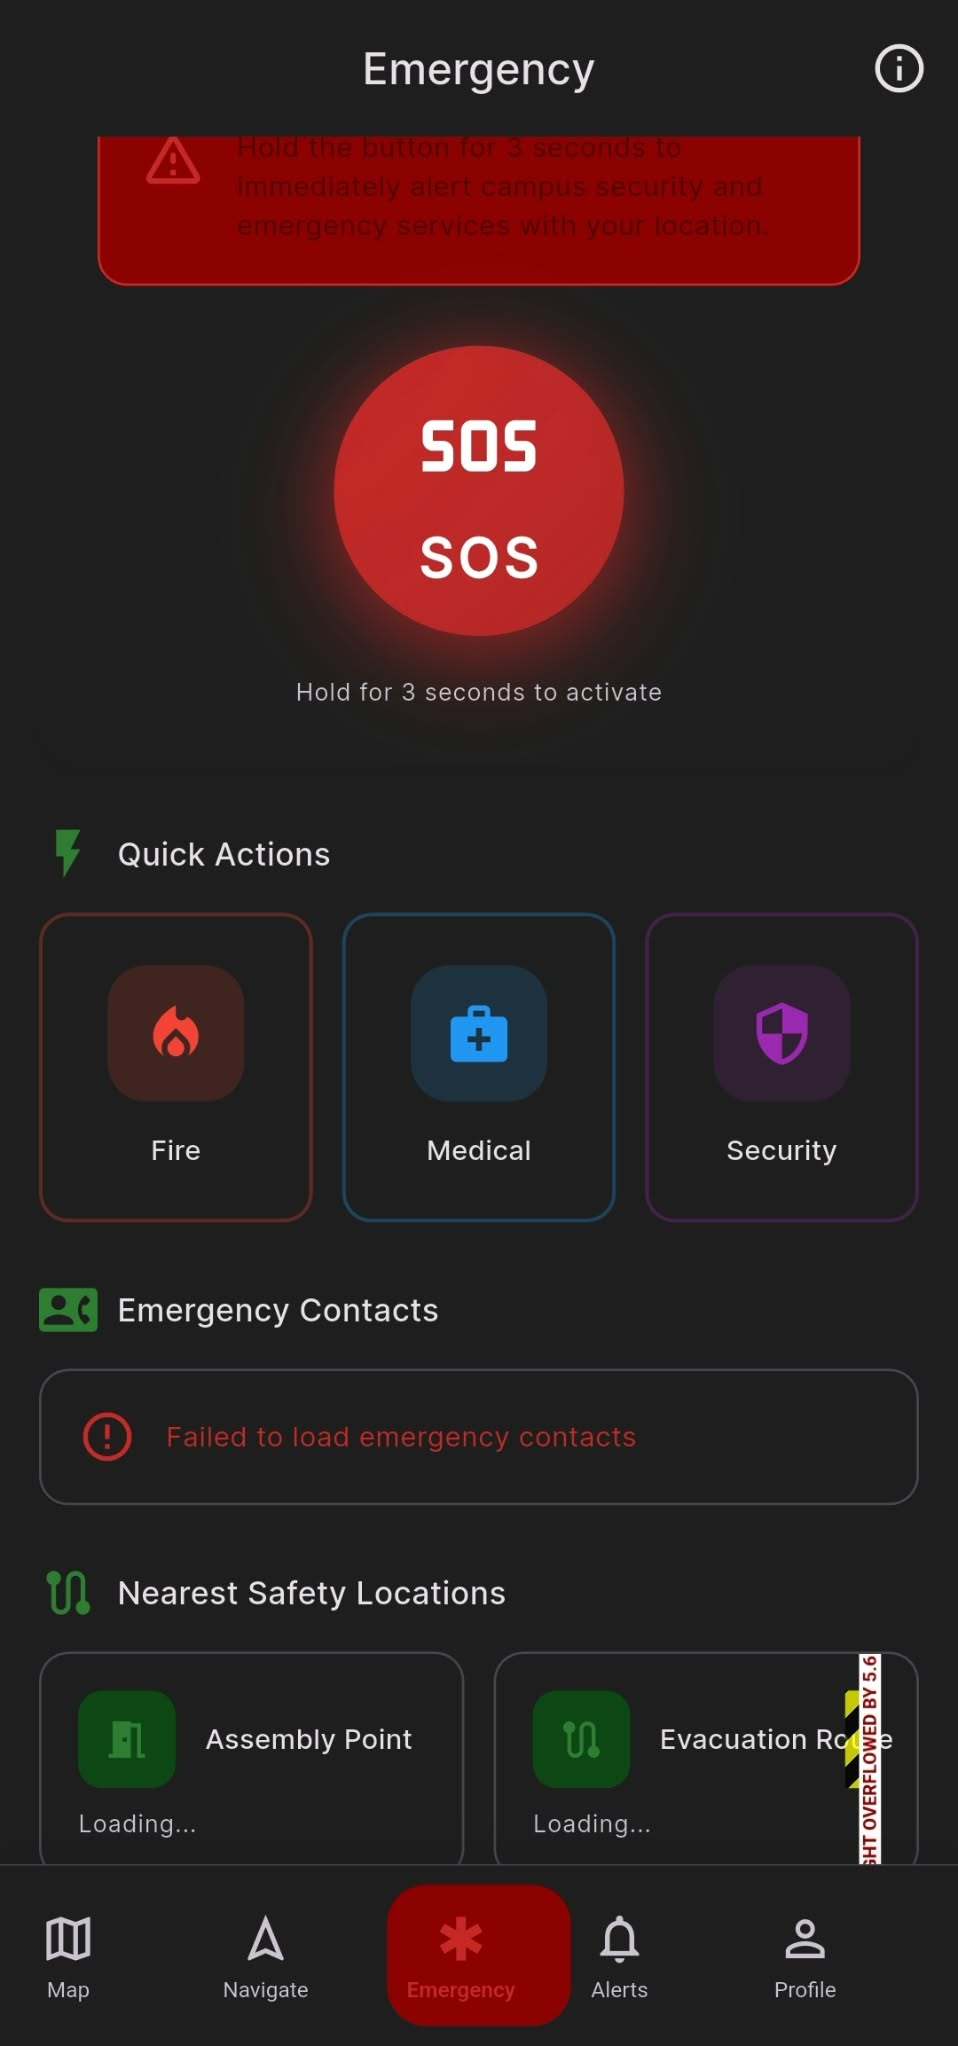 Emergency
Hold the button for 3 seconds to
immediately alert campus security and
emergency services with your location.
SOS
SOS
Hold for 3 seconds to activate
Quick Actions
Fire
Medical
Security
Emergency Contacts
Failed to load emergency contacts
Nearest Safety Locations
Assembly Point
Evacuation Route
OVERFLOWED BY 5.6
Loading...
Loading...
Map
Navigate
Emergency
Alerts
Profile